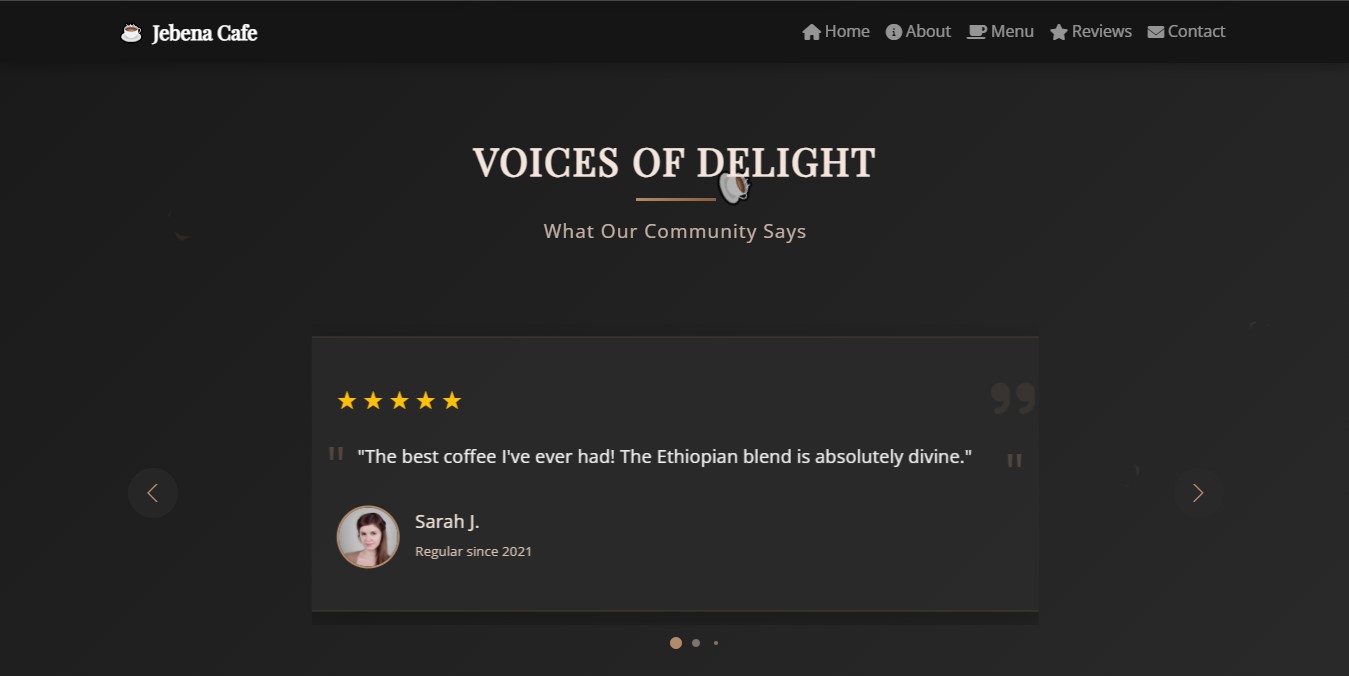 Jebena Cafe
Home About Menu Reviews Contact
VOICES OF DELIGHT
What Our Community Says
★★★★★
"The best coffee I've ever had! The Ethiopian blend is absolutely divine."
Sarah J.
Regular since 2021